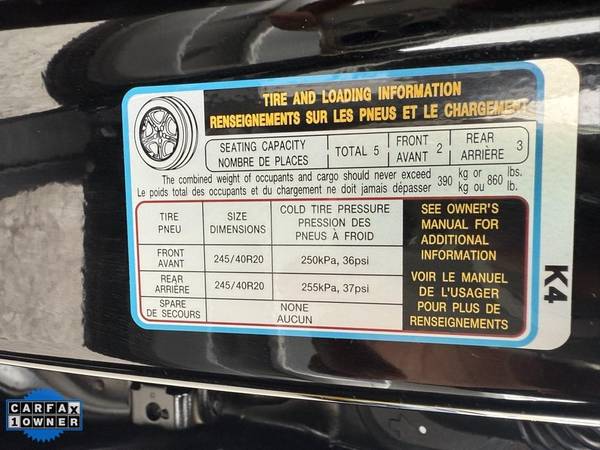 TIRE AND LOADING INFORMATION
RENSEIGNEMENTS SUR LES PNEUS ET LE CHARGEMENT
SEATING CAPACITY
NOMBRE DE PLACES
TOTAL 5
FRONT
AVANT 2
REAR
ARRIÈRE 3
The combined weight of occupants and cargo should never exceed 390 kg or 860 lbs.
Le poids total des occupants et du chargement ne doit jamais dépasser kg ou lb.
TIRE
PNEU
SIZE
DIMENSIONS
COLD TIRE PRESSURE
PRESSION DES
PNEUS À FROID
FRONT
AVANT
245/40R20
250kPa, 36psi
REAR
ARRIÈRE
245/40R20
255kPa, 37psi
SPARE
DE SECOURS
NONE
AUCUN
SEE OWNER'S
MANUAL FOR
ADDITIONAL
INFORMATION
VOIR LE MANUEL
DE L'USAGER
POUR PLUS DE
RENSEIGNEMENTS
K4
CARFAX
1 OWNER